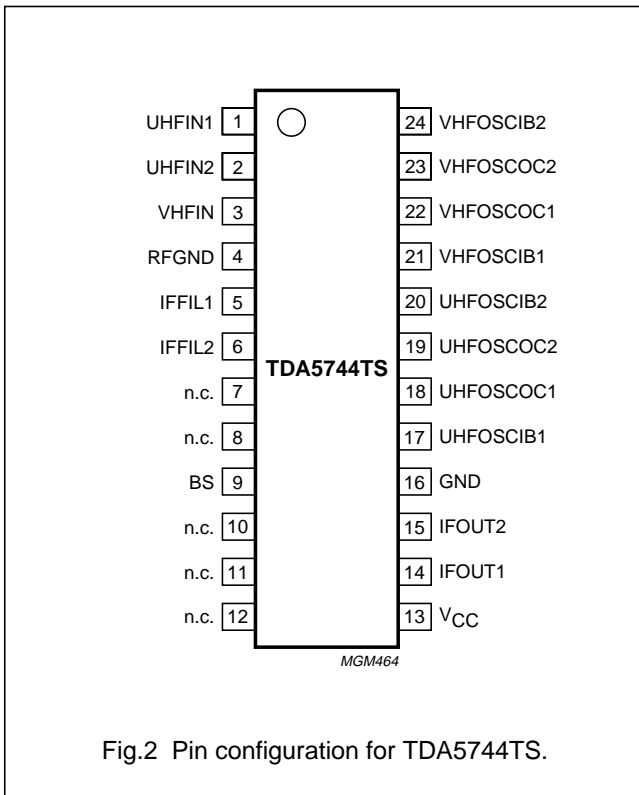 UHFIN1 1
UHFIN2 2
VHFIN 3
RFGND 4
IFFIL1 5
IFFIL2 6
n.c. 7
n.c. 8
BS 9
n.c. 10
n.c. 11
n.c. 12
TDA5744TS
24 VHFOSCIB2
23 VHFOSCOC2
22 VHFOSCOC1
21 VHFOSCIB1
20 UHFOSCIB2
19 UHFOSCOC2
18 UHFOSCOC1
17 UHFOSCIB1
16 GND
15 IFOUT2
14 IFOUT1
13 VCC
MGM464
Fig.2 Pin configuration for TDA5744TS.